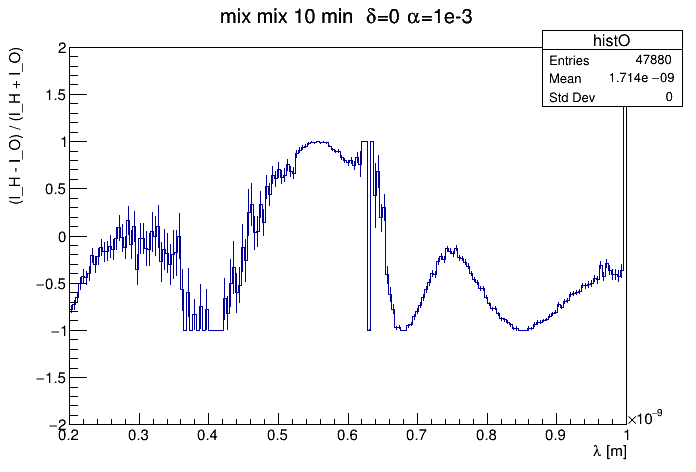 mix mix 10 min δ=0 α=1e-3
histO
Entries 47880
Mean 1.714e−09
Std Dev 0
(I_H - I_O) / (I_H + I_O)
2
1.5
1
0.5
0
−0.5
−1
−1.5
−2
0.2 0.3 0.4 0.5 0.6 0.7 0.8 0.9 1
×10−9
λ [m]